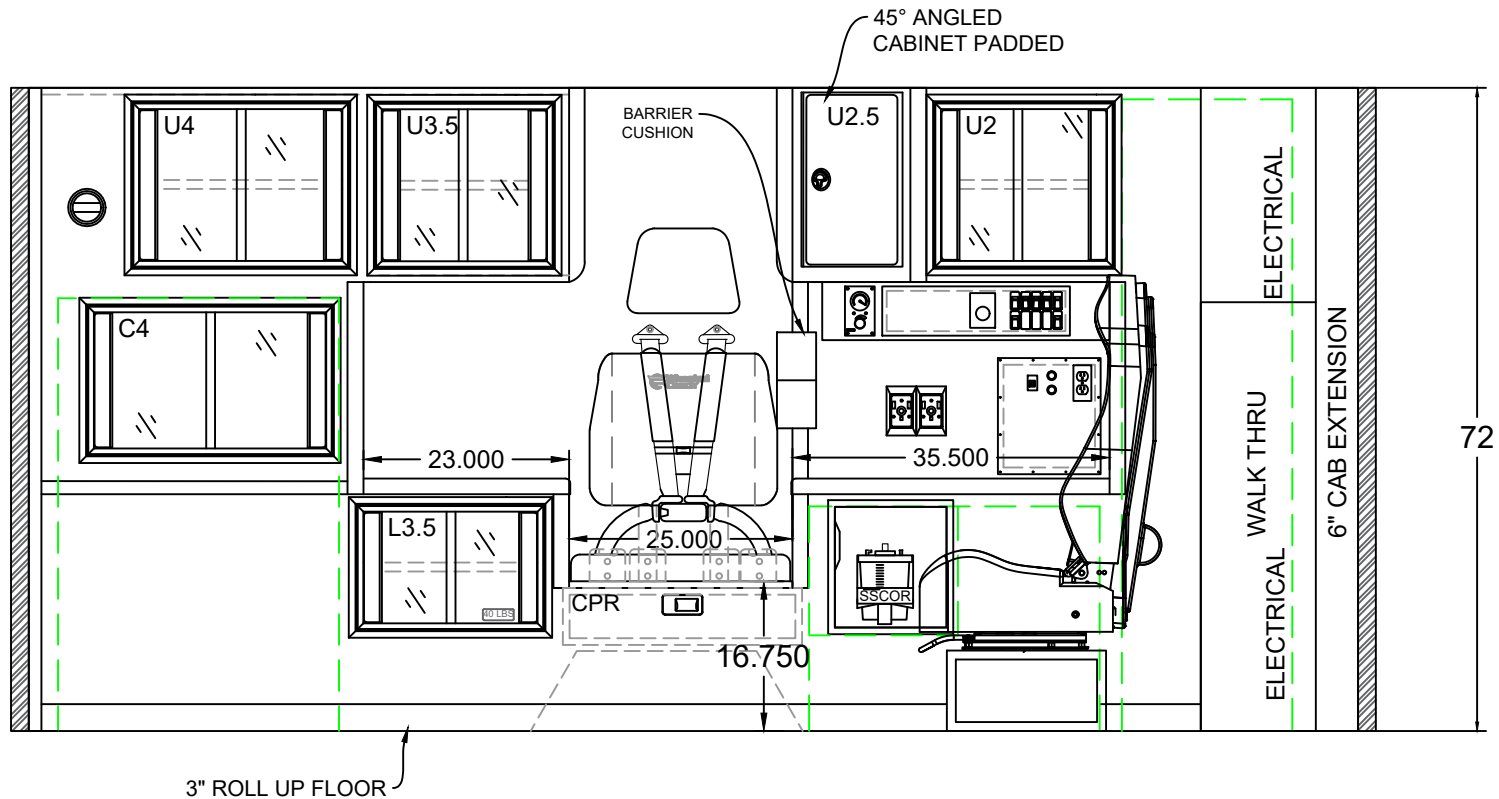 45° ANGLED
CABINET PADDED
U4
U3.5
BARRIER
CUSHION
U2.5
U2
ELECTRICAL
C4
6" CAB EXTENSION
WALK THRU
72
23.000
35.500
L3.5
25.000
40 LBS
CPR
SSCOR
16.750
ELECTRICAL
3" ROLL UP FLOOR